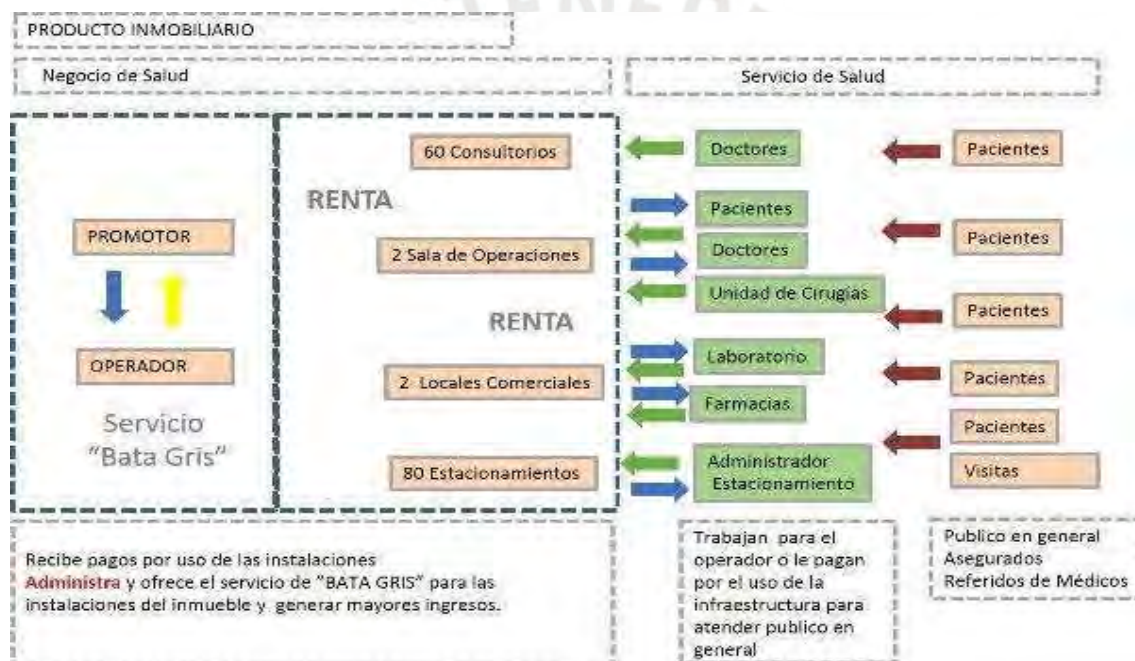 PRODUCTO INMOBILIARIO
Negocio de Salud
Servicio de Salud
PROMOTOR
OPERADOR
Servicio
"Bata Gris"
RENTA
RENTA
60 Consultorios
2 Sala de Operaciones
2 Locales Comerciales
80 Estacionamientos
Doctores
Pacientes
Doctores
Unidad de Cirugías
Laboratorio
Farmacias
Administrador
Estacionamiento
Pacientes
Pacientes
Pacientes
Pacientes
Pacientes
Visitas
Recibe pagos por uso de las instalaciones
Administra y ofrece el servicio de "BATA GRIS" para las
instalaciones del inmueble y generar mayores ingresos.
Trabajan para el
operador o le pagan
por el uso de la
infraestructura para
atender publico en
general
Publico en general
Asegurados
Referidos de Médicos